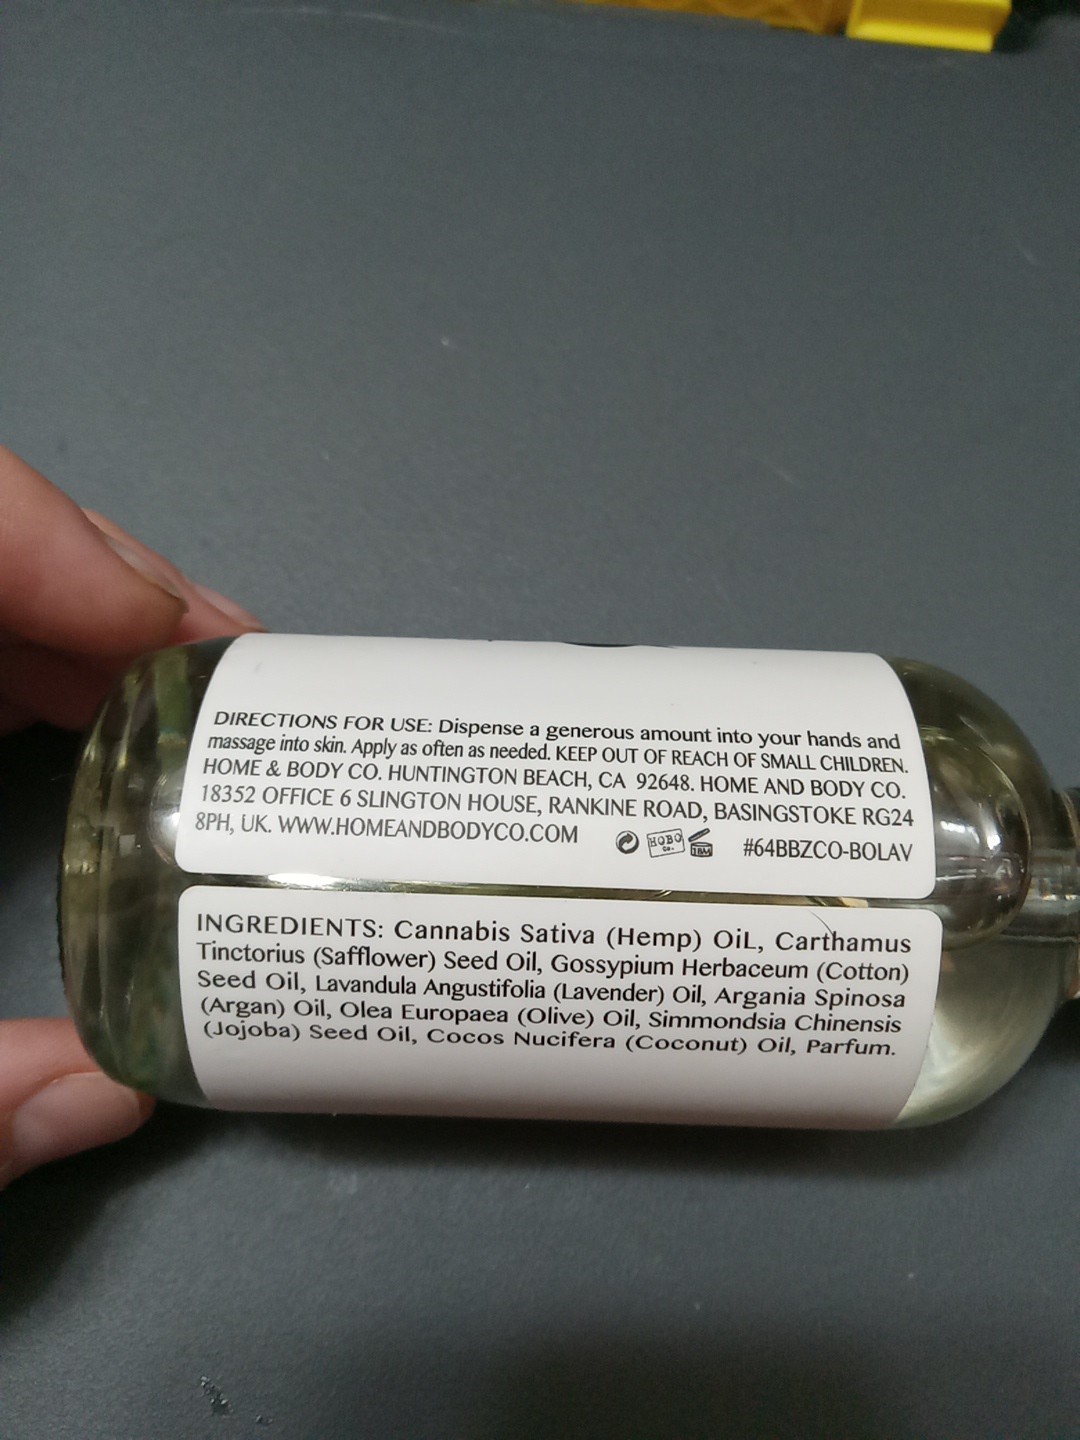 DIRECTIONS FOR USE: Dispense a generous amount into your hands and
massage into skin. Apply as often as needed. KEEP OUT OF REACH OF SMALL CHILDREN.
HOME & BODY CO. HUNTINGTON BEACH, CA 92648. HOME AND BODY CO.
18352 OFFICE 6 SLINGTON HOUSE, RANKINE ROAD, BASINGSTOKE RG24
8PH, UK. WWW.HOMEANDBODYCO.COM HOBO Co. #64BBZCO-BOLAV
INGREDIENTS: Cannabis Sativa (Hemp) OiL, Carthamus
Tinctorius (Safflower) Seed Oil, Gossypium Herbaceum (Cotton)
Seed Oil, Lavandula Angustifolia (Lavender) Oil, Argania Spinosa
(Argan) Oil, Olea Europaea (Olive) Oil, Simmondsia Chinensis
(Jojoba) Seed Oil, Cocos Nucifera (Coconut) Oil, Parfum.